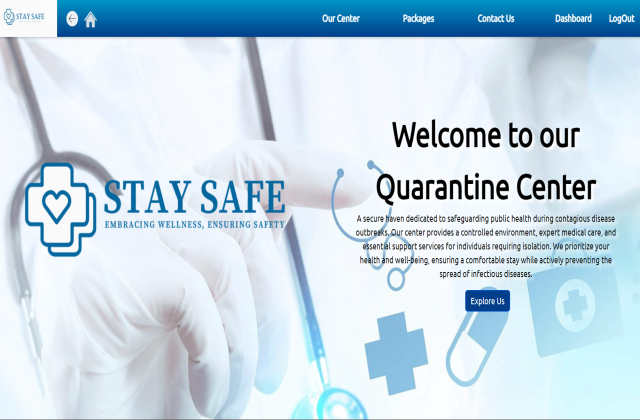 STAY SAFE
Our Center
Packages
Contact Us
Dashboard
LogOut
Welcome to our
Quarantine Center
STAY SAFE
EMBRACING WELLNESS, ENSURING SAFETY
A secure haven dedicated to safeguarding public health during contagious disease
outbreaks. Our center provides a controlled environment, expert medical care, and
essential support services for individuals requiring isolation. We prioritize your
health and well-being, ensuring a comfortable stay while actively preventing the
spread of infectious diseases.
Explore Us